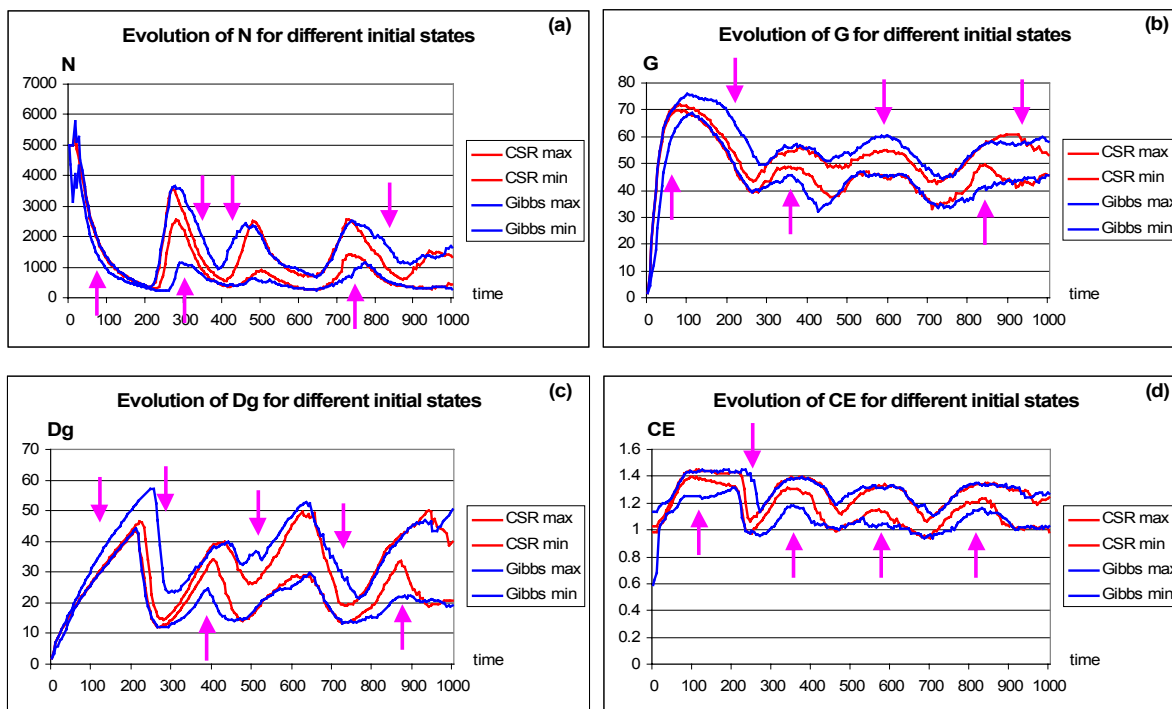 (a)
Evolution of N for different initial states
N
7000
6000
5000
4000
3000
2000
1000
0
0 100 200 300 400 500 600 700 800 900 1000
time
CSR max
CSR min
Gibbs max
Gibbs min
(b)
Evolution of G for different initial states
G
80
70
60
50
40
30
20
10
0
0 100 200 300 400 500 600 700 800 900 1000
time
CSR max
CSR min
Gibbs max
Gibbs min
(c)
Evolution of Dg for different initial states
Dg
70
60
50
40
30
20
10
0
0 100 200 300 400 500 600 700 800 900 1000
time
CSR max
CSR min
Gibbs max
Gibbs min
(d)
Evolution of CE for different initial states
CE
1.6
1.4
1.2
1
0.8
0.6
0.4
0.2
0
0 100 200 300 400 500 600 700 800 900 1000
time
CSR max
CSR min
Gibbs max
Gibbs min